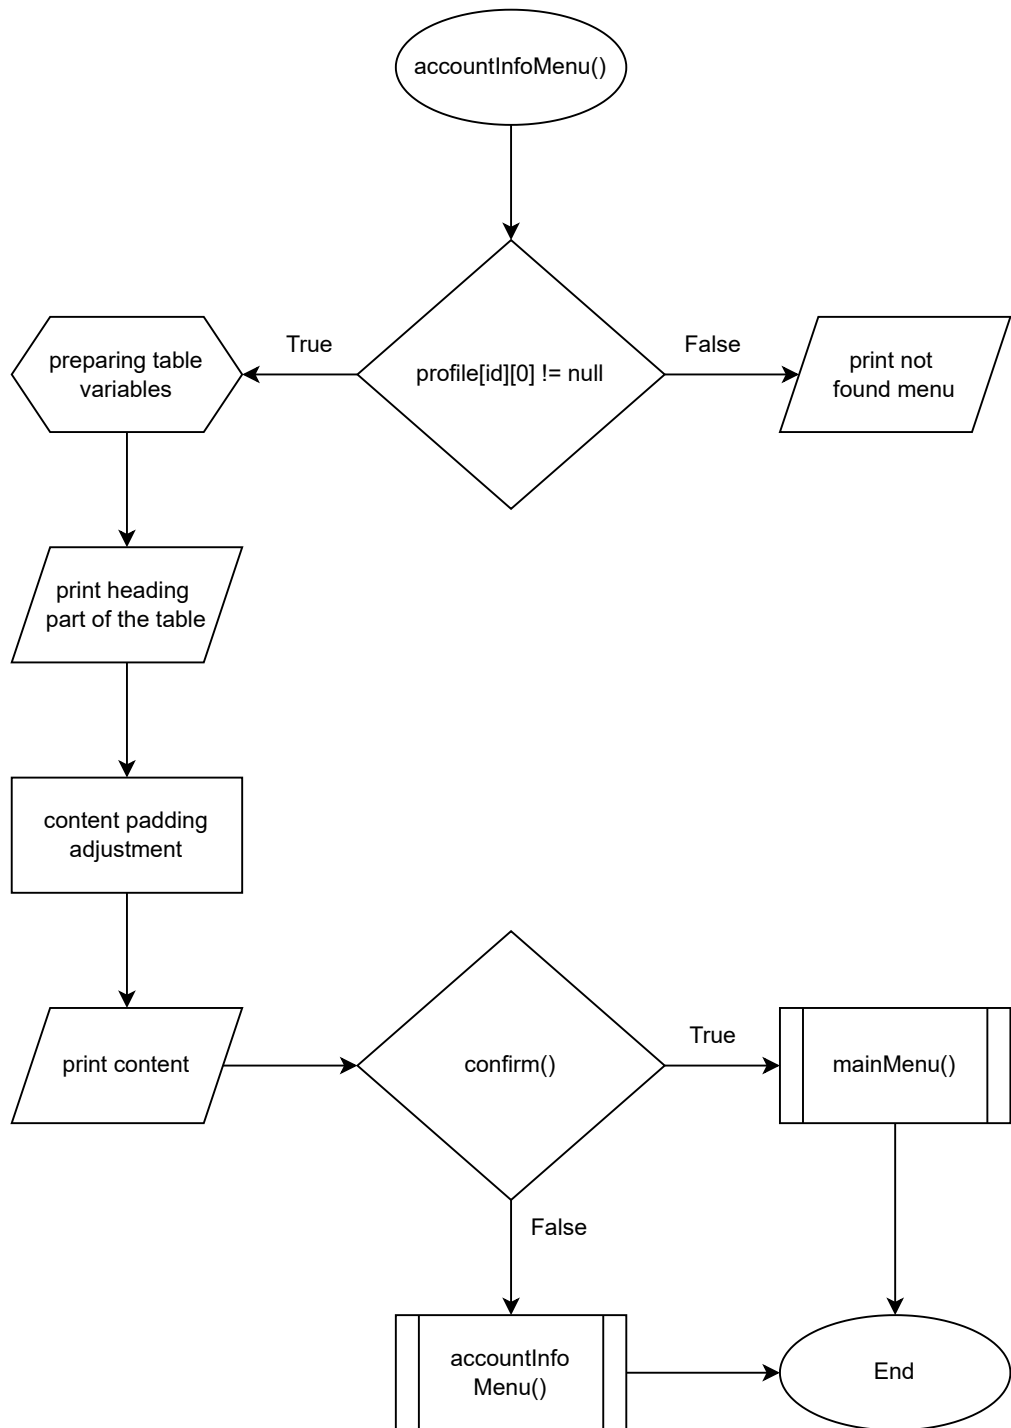 accountInfoMenu()
True
False
preparing table
variables
profile[id][0] != null
print not
found menu
print heading
part of the table
content padding
adjustment
print content
confirm()
True
mainMenu()
False
accountInfo
Menu()
End